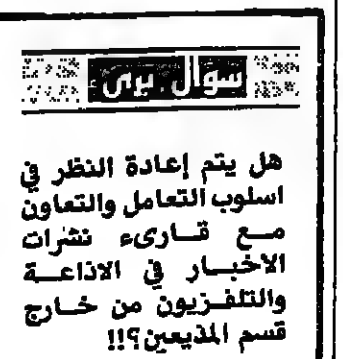 سؤال بريء
هل يتم إعادة النظر في
اسلوب التعامل والتعاون
مع قارىء نشرات
الاخبار في الاذاعة
والتلفزيون من خارج
قسم المذيعين؟!!